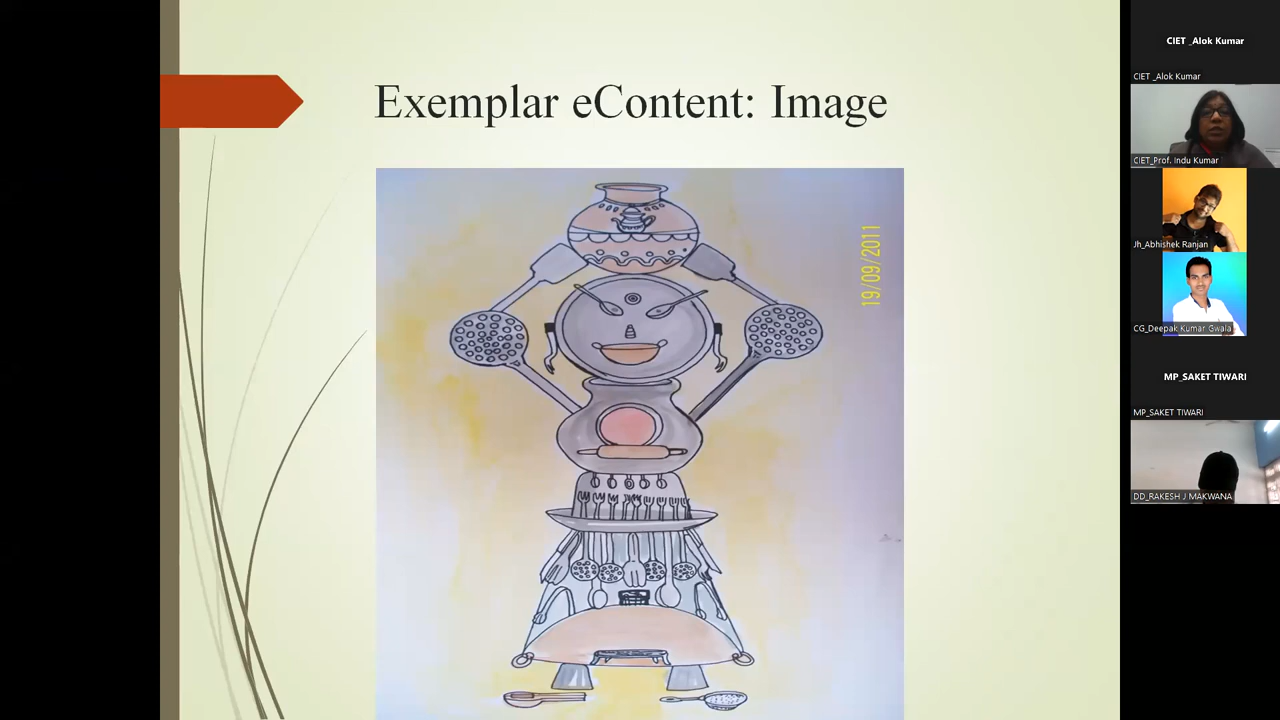 Exemplar eContent: Image
19/09/2011
CIET _Alok Kumar
CIET _Alok Kumar
CIET_Prof. Indu Kumar
Jh_Abhishek Ranjan
CG_Deepak Kumar Gwala
MP_SAKET TIWARI
MP_SAKET TIWARI
DD_RAKESH J MAKWANA